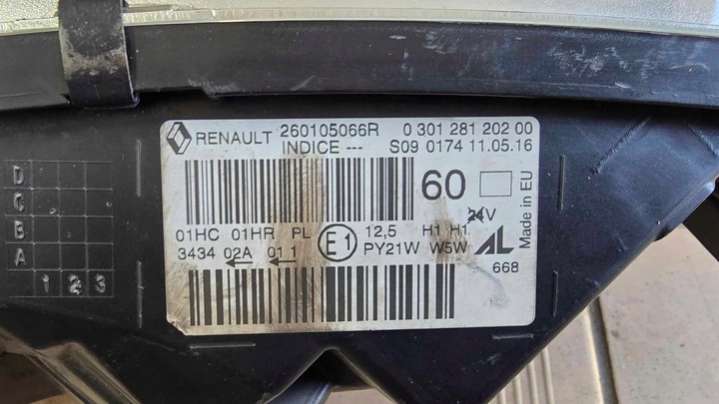 RENAULT 260105066R 0 301 281 202 00
INDICE --- S09 0174 11.05.16
60
Made in EU
01HC 01HR PL E1 12,5 H1 H1 24V
3434 02A 01 1 PY21W W5W AL
668
D
C
B
A
1 2 3